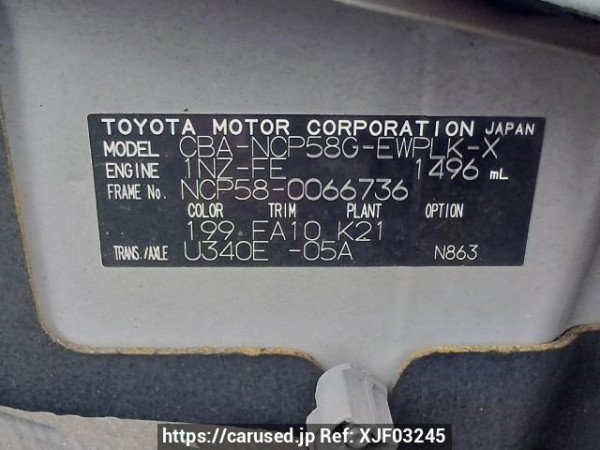 TOYOTA MOTOR CORPORATION JAPAN
MODEL CBA-NCP58G-EWPLK-X
ENGINE 1NZ-FE 1496 mL
FRAME No. NCP58-0066736
COLOR TRIM PLANT OPTION
199 FA10 K21
TRANS./AXLE U340E -05A N863
https://carused.jp Ref: XJF03245